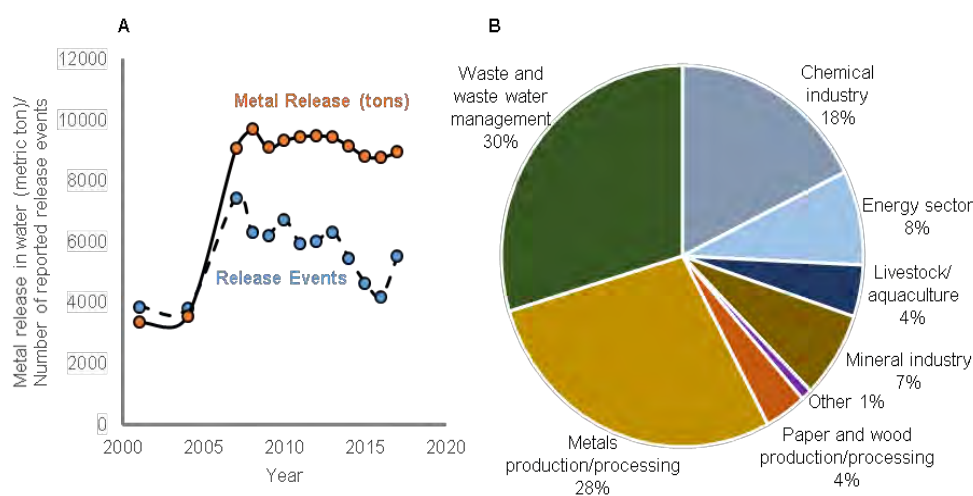 A
Metal release in water (metric ton)/
Number of reported release events
12000
10000
8000
6000
4000
2000
0
Metal Release (tons)
Release Events
2000
2005
2010
2015
2020
Year
B
Waste and
waste water
management
30%
Chemical
industry
18%
Energy sector
8%
Livestock/
aquaculture
4%
Mineral industry
7%
Other 1%
Paper and wood
production/processing
4%
Metals
production/processing
28%